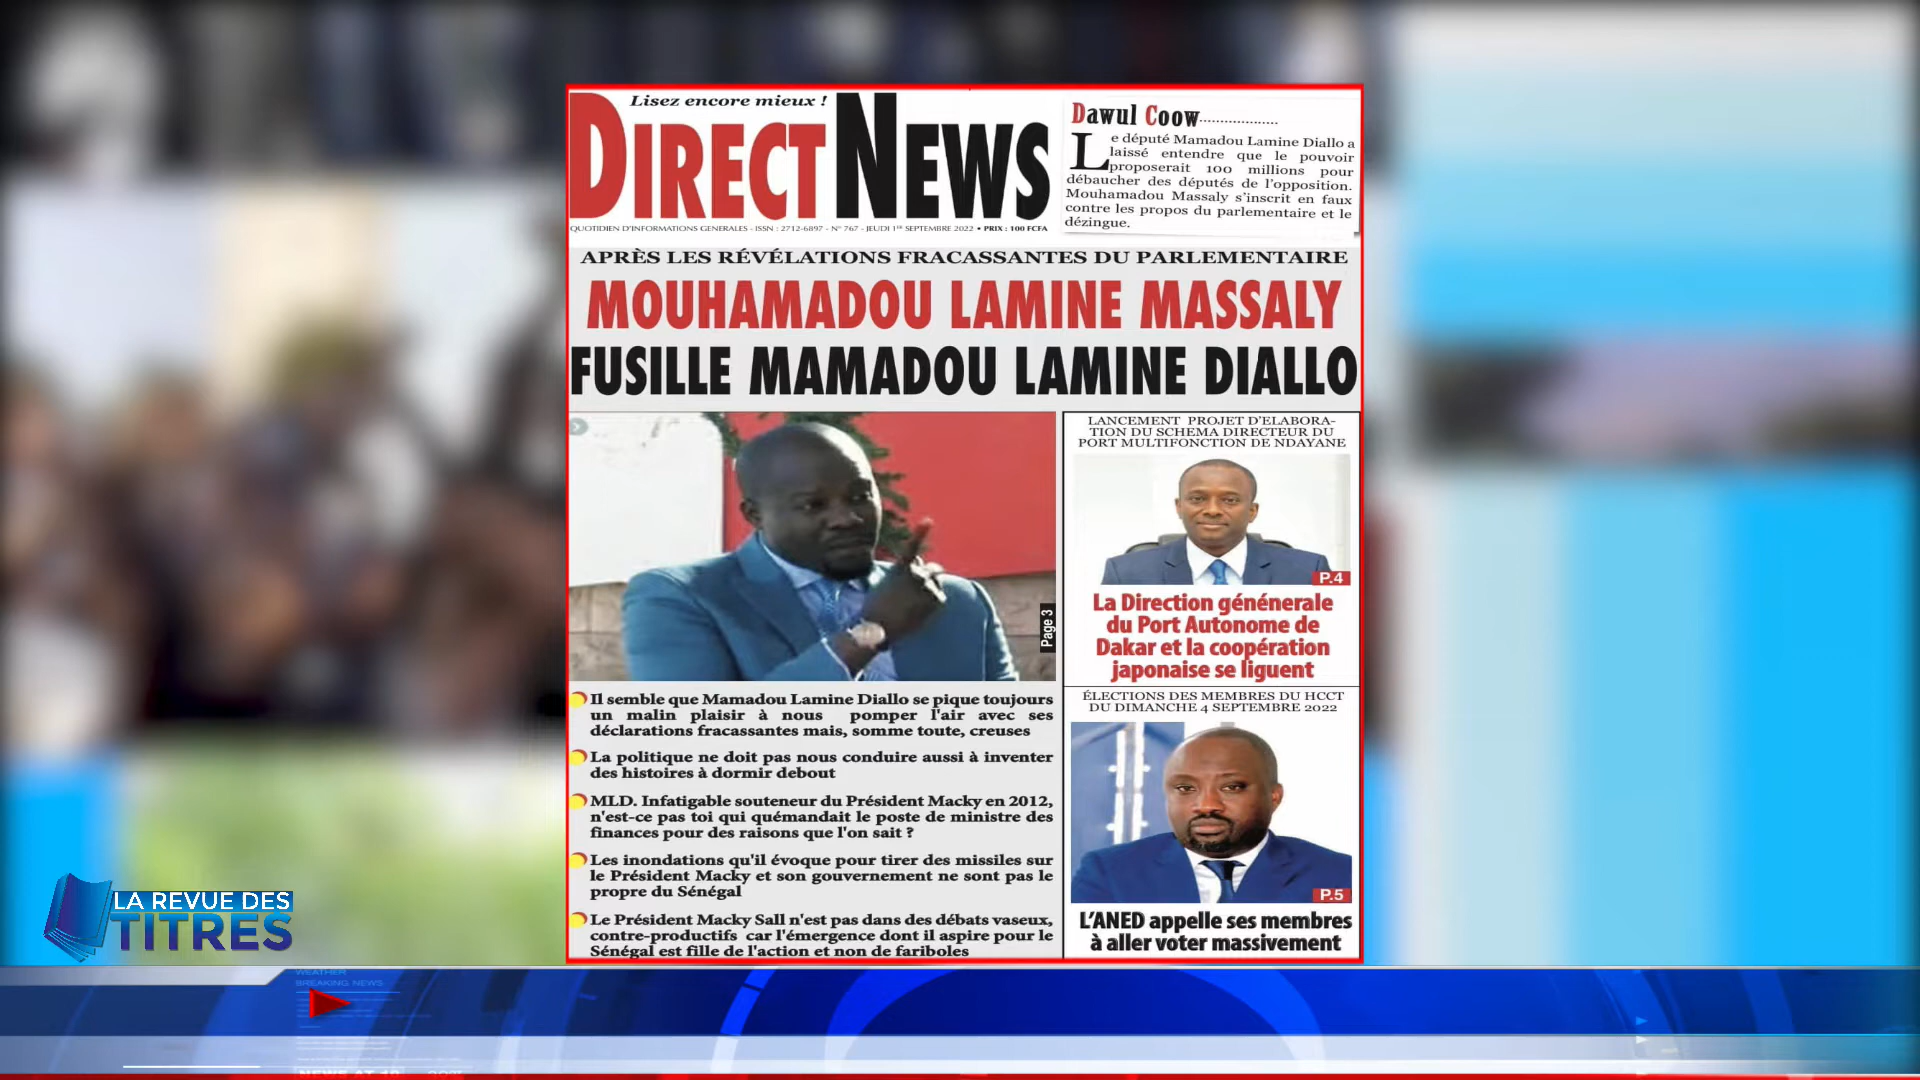 Lisez encore mieux !
DIRECT NEWS
QUOTIDIEN D'INFORMATIONS GENERALES - ISSN : 2712-6897 - N° 767 - JEUDI 1ER SEPTEMBRE 2022 • PRIX : 100 FCFA
Dawul Coow...................
Le député Mamadou Lamine Diallo a
laissé entendre que le pouvoir
proposerait 100 millions pour
débaucher des députés de l'opposition.
Mouhamadou Massaly s'inscrit en faux
contre les propos du parlementaire et le
dézingue.
APRÈS LES RÉVÉLATIONS FRACASSANTES DU PARLEMENTAIRE
MOUHAMADOU LAMINE MASSALY
FUSILLE MAMADOU LAMINE DIALLO
Page 3
Il semble que Mamadou Lamine Diallo se pique toujours
un malin plaisir à nous pomper l'air avec ses
déclarations fracassantes mais, somme toute, creuses
La politique ne doit pas nous conduire aussi à inventer
des histoires à dormir debout
MLD. Infatigable souteneur du Président Macky en 2012,
n'est-ce pas toi qui quémandait le poste de ministre des
finances pour des raisons que l'on sait ?
Les inondations qu'il évoque pour tirer des missiles sur
le Président Macky et son gouvernement ne sont pas le
propre du Sénégal
Le Président Macky Sall n'est pas dans des débats vaseux,
contre-productifs car l'émergence dont il aspire pour le
Sénégal est fille de l'action et non de fariboles
LANCEMENT PROJET D'ELABORA-
TION DU SCHEMA DIRECTEUR DU
PORT MULTIFONCTION DE NDAYANE
P.4
La Direction génénerale
du Port Autonome de
Dakar et la coopération
japonaise se liguent
ÉLECTIONS DES MEMBRES DU HCCT
DU DIMANCHE 4 SEPTEMBRE 2022
P.5
L'ANED appelle ses membres
à aller voter massivement
LA REVUE DES
TITRES
WEATHER
BREAKING NEWS
NEWS AT 10